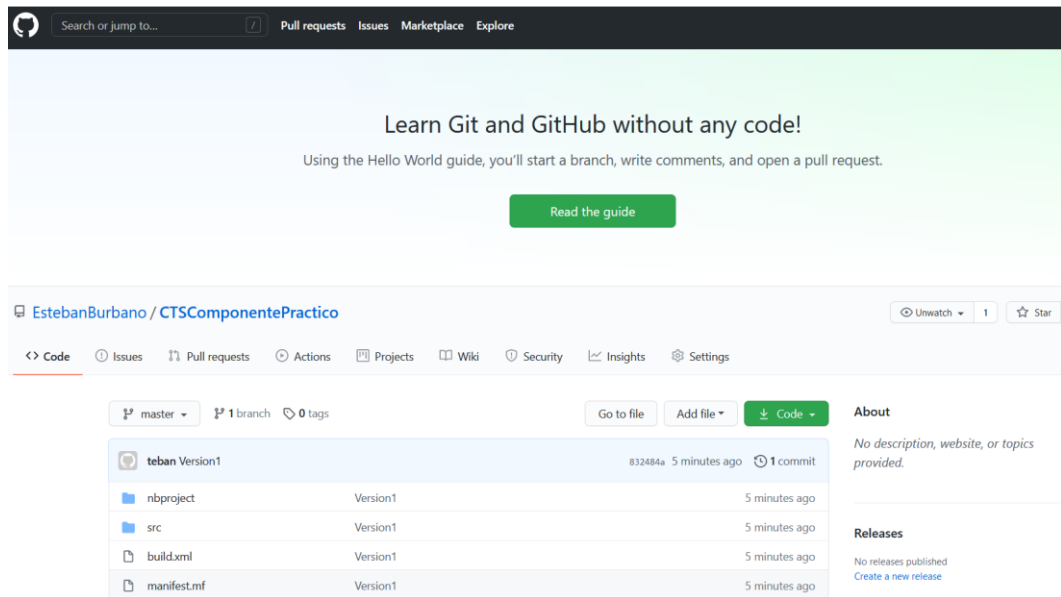 Search or jump to... /
Pull requests Issues Marketplace Explore
Learn Git and GitHub without any code!
Using the Hello World guide, you'll start a branch, write comments, and open a pull request.
Read the guide
EstebanBurbano / CTSComponentePractico
Unwatch 1 Star
Code Issues Pull requests Actions Projects Wiki Security Insights Settings
master 1 branch 0 tags
Go to file Add file Code
About
No description, website, or topics
provided.
teban Version1 832484a 5 minutes ago 1 commit
nbproject Version1 5 minutes ago
src Version1 5 minutes ago
build.xml Version1 5 minutes ago
manifest.mf Version1 5 minutes ago
Releases
No releases published
Create a new release